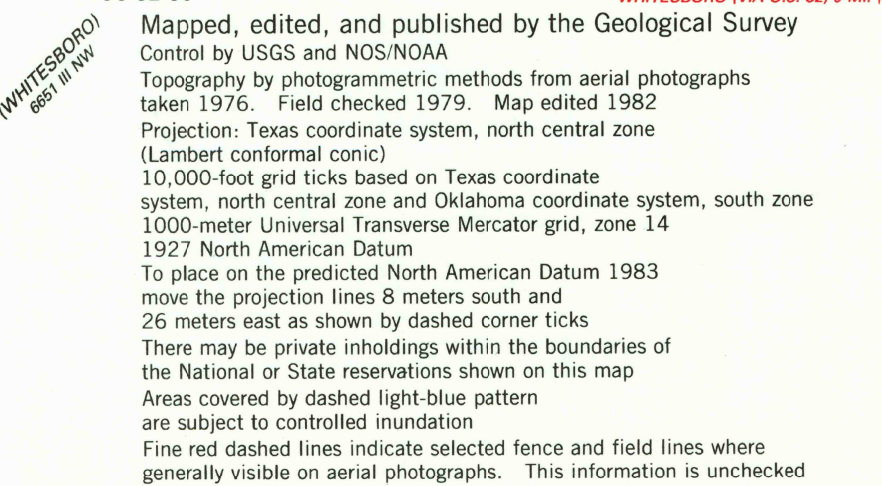 (WHITESBORO)
6651 III NW
Mapped, edited, and published by the Geological Survey
Control by USGS and NOS/NOAA
Topography by photogrammetric methods from aerial photographs
taken 1976. Field checked 1979. Map edited 1982
Projection: Texas coordinate system, north central zone
(Lambert conformal conic)
10,000-foot grid ticks based on Texas coordinate
system, north central zone and Oklahoma coordinate system, south zone
1000-meter Universal Transverse Mercator grid, zone 14
1927 North American Datum
To place on the predicted North American Datum 1983
move the projection lines 8 meters south and
26 meters east as shown by dashed corner ticks
There may be private inholdings within the boundaries of
the National or State reservations shown on this map
Areas covered by dashed light-blue pattern
are subject to controlled inundation
Fine red dashed lines indicate selected fence and field lines where
generally visible on aerial photographs. This information is unchecked